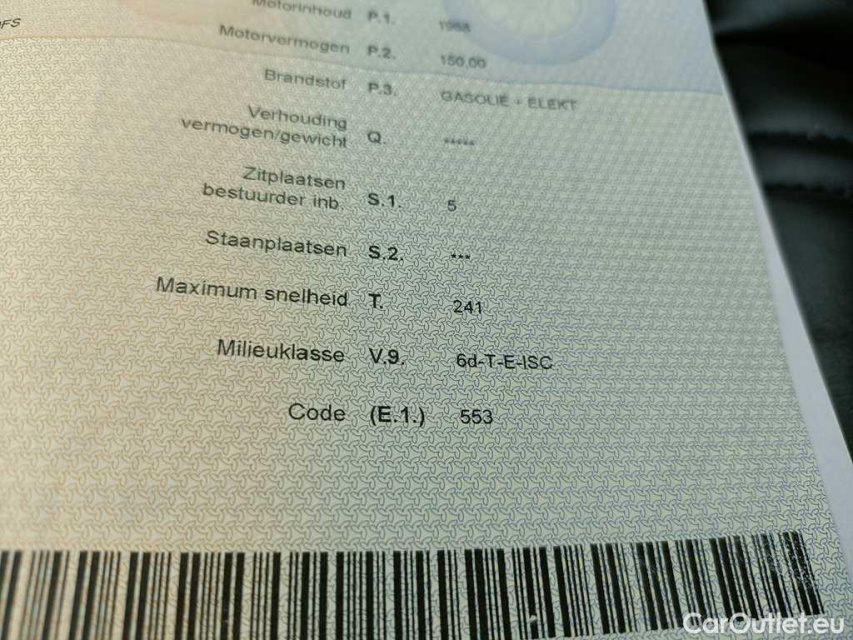 OFS
Motorinhoud P.1. 1968
Motorvermogen P.2. 150.00
Brandstof P.3. GASOLIE + ELEKT
Verhouding
vermogen/gewicht Q. *****
Zitplaatsen
bestuurder inb. S.1. 5
Staanplaatsen S.2. ***
Maximum snelheid T. 241
Milieuklasse V.9. 6d-T-E-ISC
Code (E.1.) 553
CarOutlet.eu